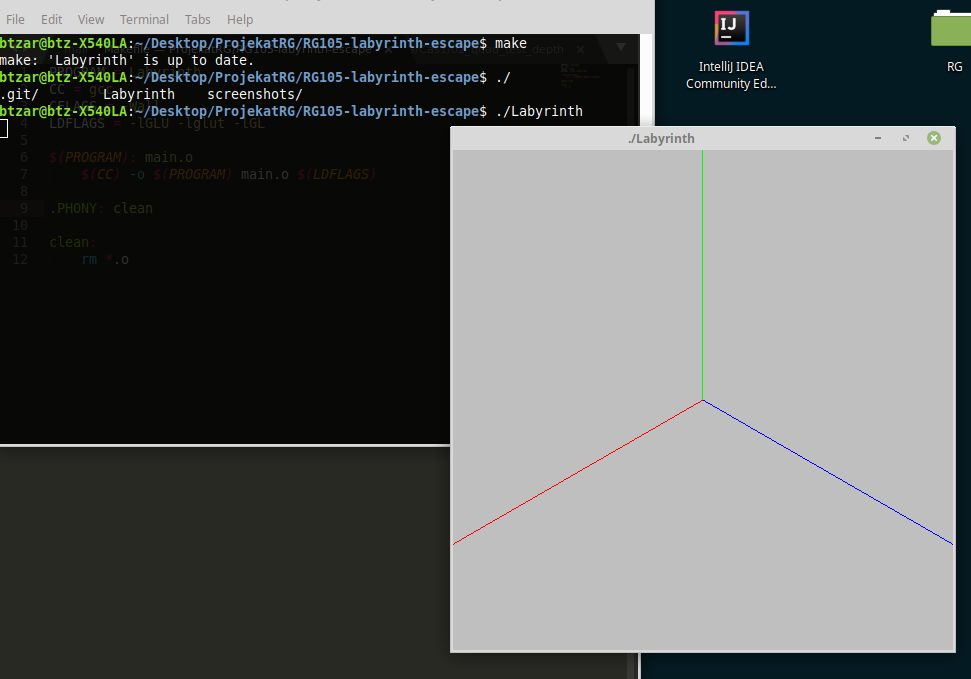 File Edit View Terminal Tabs Help
btzar@btz-X540LA:~/Desktop/ProjekatRG/RG105-labyrinth-escape$ make
make: 'Labyrinth' is up to date.
btzar@btz-X540LA:~/Desktop/ProjekatRG/RG105-labyrinth-escape$ ./
.git/ Labyrinth screenshots/
btzar@btz-X540LA:~/Desktop/ProjekatRG/RG105-labyrinth-escape$ ./Labyrinth
4 LDFLAGS = -lGLU -lglut -lGL
5
6 $(PROGRAM): main.o
7 $(CC) -o $(PROGRAM) main.o $(LDFLAGS)
8
9 .PHONY: clean
10
11 clean:
12 rm *.o
./Labyrinth
IJ
IntelliJ IDEA
Community Ed...
RG